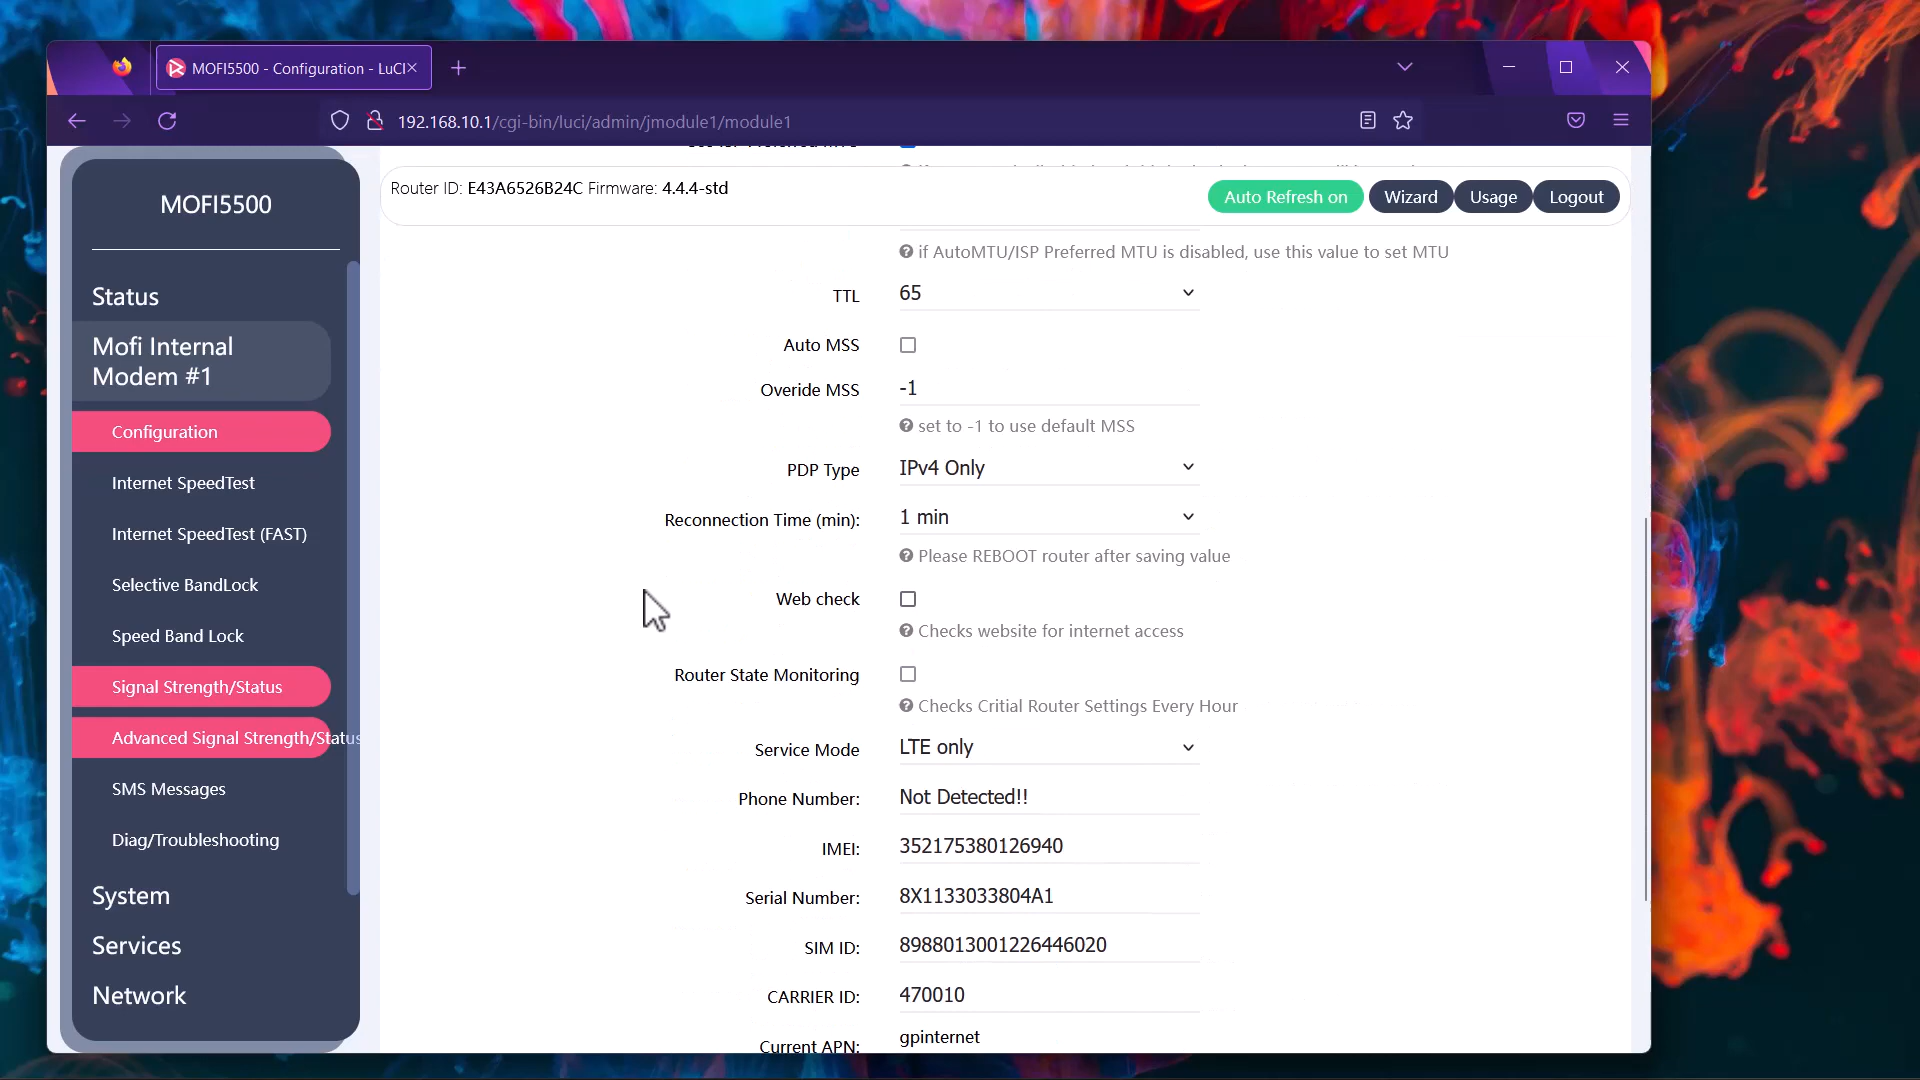 MOFI5500 - Configuration - LuCI
192.168.10.1/cgi-bin/luci/admin/jmodule1/module1
MOFI5500
Router ID: E43A6526B24C Firmware: 4.4.4-std
Auto Refresh on
Wizard
Usage
Logout
Status
Mofi Internal
Modem #1
Configuration
Internet SpeedTest
Internet SpeedTest (FAST)
Selective BandLock
Speed Band Lock
Signal Strength/Status
Advanced Signal Strength/Status
SMS Messages
Diag/Troubleshooting
System
Services
Network
if AutoMTU/ISP Preferred MTU is disabled, use this value to set MTU
TTL 65
Auto MSS
Overide MSS -1
set to -1 to use default MSS
PDP Type IPv4 Only
Reconnection Time (min): 1 min
Please REBOOT router after saving value
Web check
Checks website for internet access
Router State Monitoring
Checks Critial Router Settings Every Hour
Service Mode LTE only
Phone Number: Not Detected!!
IMEI: 352175380126940
Serial Number: 8X1133033804A1
SIM ID: 8988013001226446020
CARRIER ID: 470010
Current APN: gpinternet